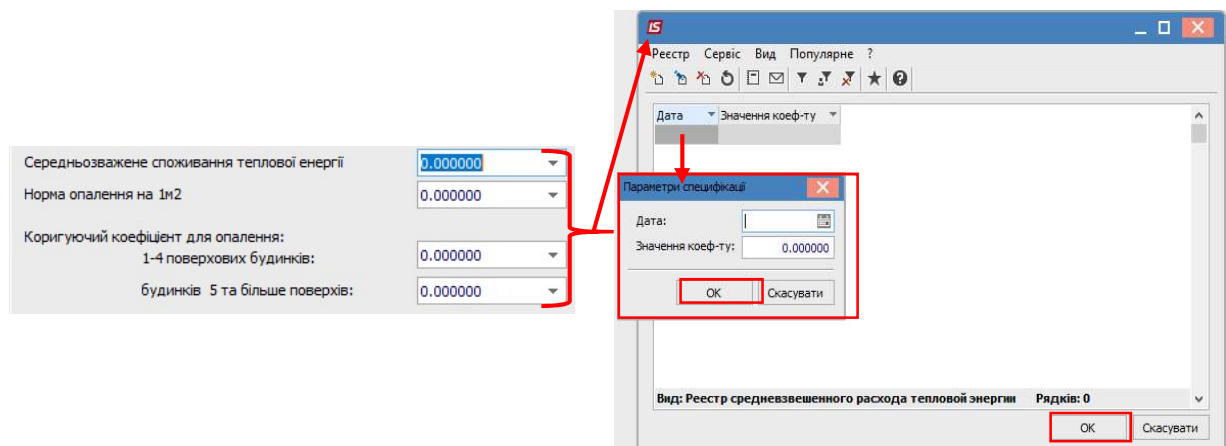 Середньозважене споживання теплової енергії 0.000000
Норма опалення на 1м2 0.000000
Коригуючий коефіцієнт для опалення:
1-4 поверхових будинків: 0.000000
будинків 5 та більше поверхів: 0.000000
IS
Реєстр Сервіс Вид Популярне ?
Дата Значення коеф-ту
Параметри специфікації
Дата:
Значення коеф-ту: 0.000000
ОК Скасувати
Вид: Реестр средневзвешенного расхода тепловой энергии Рядків: 0
ОК Скасувати